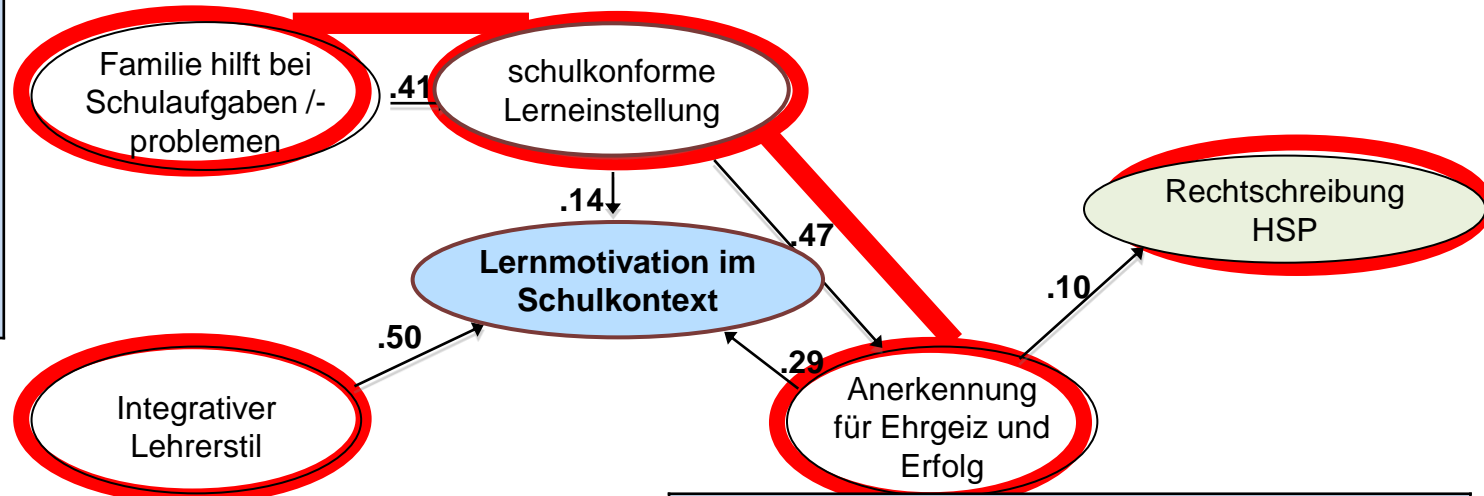 Familie hilft bei
Schulaufgaben /-
problemen
.41
schulkonforme
Lerneinstellung
.14
.47
Rechtschreibung
HSP
Lernmotivation im
Schulkontext
.10
.50
.29
Integrativer
Lehrerstil
Anerkennung
für Ehrgeiz und
Erfolg